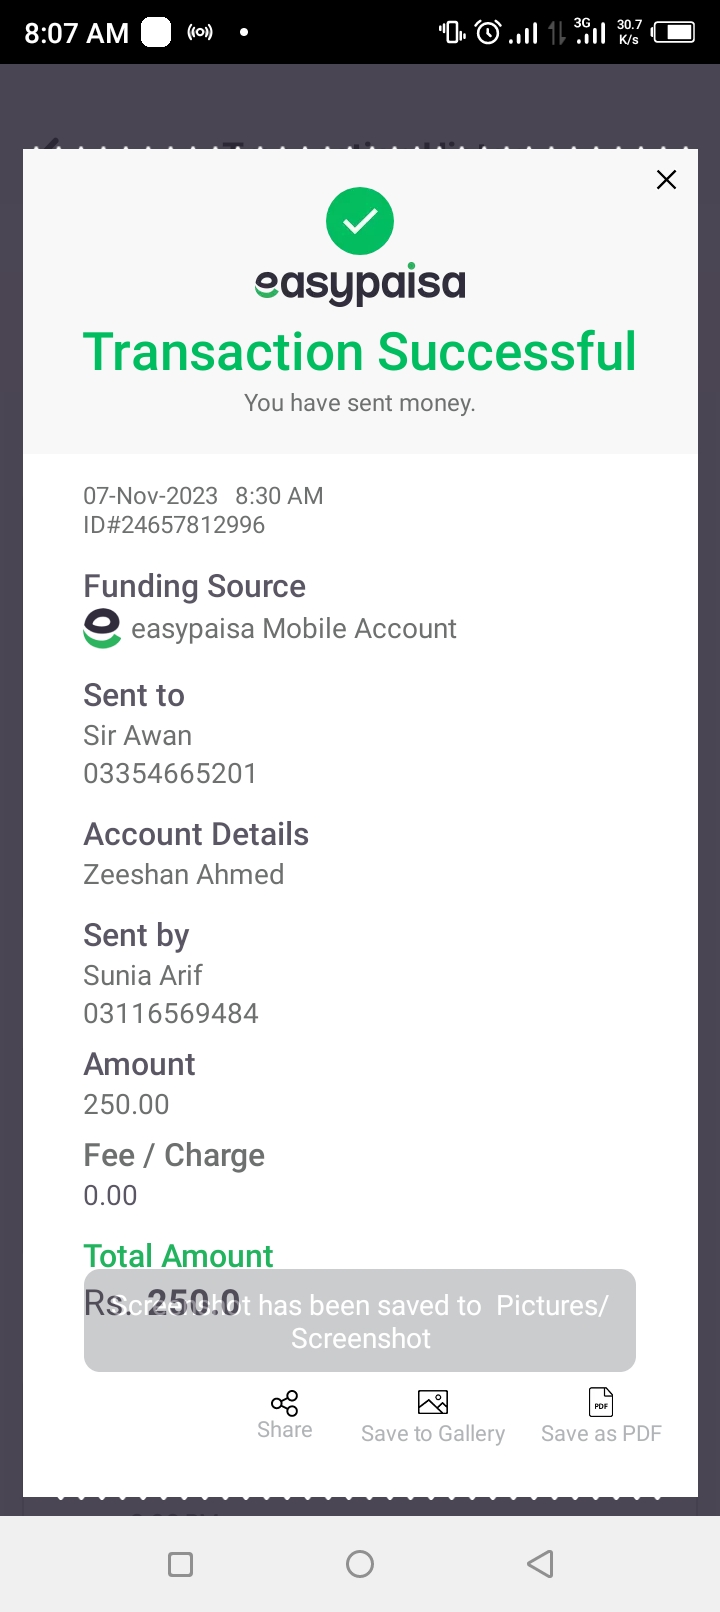 8:07 AM
3G
30.7
K/s
easypaisa
Transaction Successful
You have sent money.
07-Nov-2023 8:30 AM
ID#24657812996
Funding Source
easypaisa Mobile Account
Sent to
Sir Awan
03354665201
Account Details
Zeeshan Ahmed
Sent by
Sunia Arif
03116569484
Amount
250.00
Fee / Charge
0.00
Total Amount
Rs. 250.0
Screenshot has been saved to Pictures/
Screenshot
Share
Save to Gallery
PDF
Save as PDF